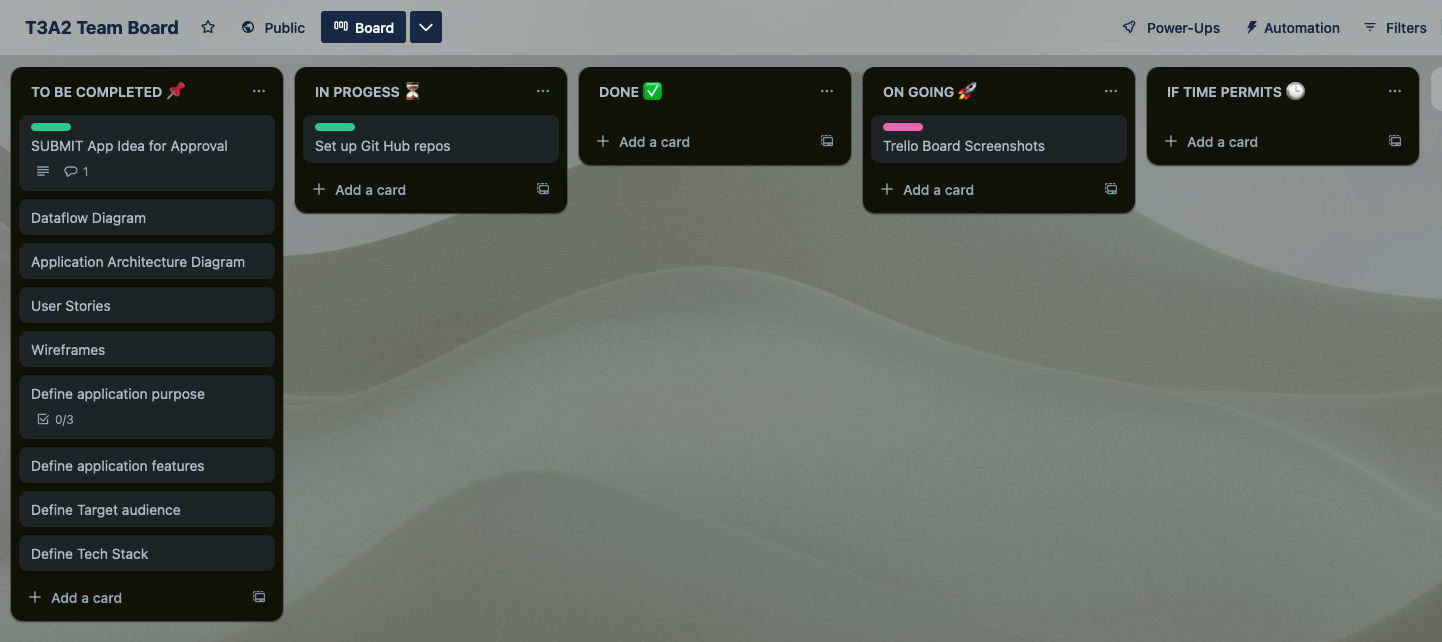 T3A2 Team Board
Public
Board
Power-Ups
Automation
Filters
TO BE COMPLETED 📌
SUBMIT App Idea for Approval
1
Dataflow Diagram
Application Architecture Diagram
User Stories
Wireframes
Define application purpose
0/3
Define application features
Define Target audience
Define Tech Stack
Add a card
IN PROGESS ⏳
Set up Git Hub repos
Add a card
DONE ✅
Add a card
ON GOING 🚀
Trello Board Screenshots
Add a card
IF TIME PERMITS 🕒
Add a card